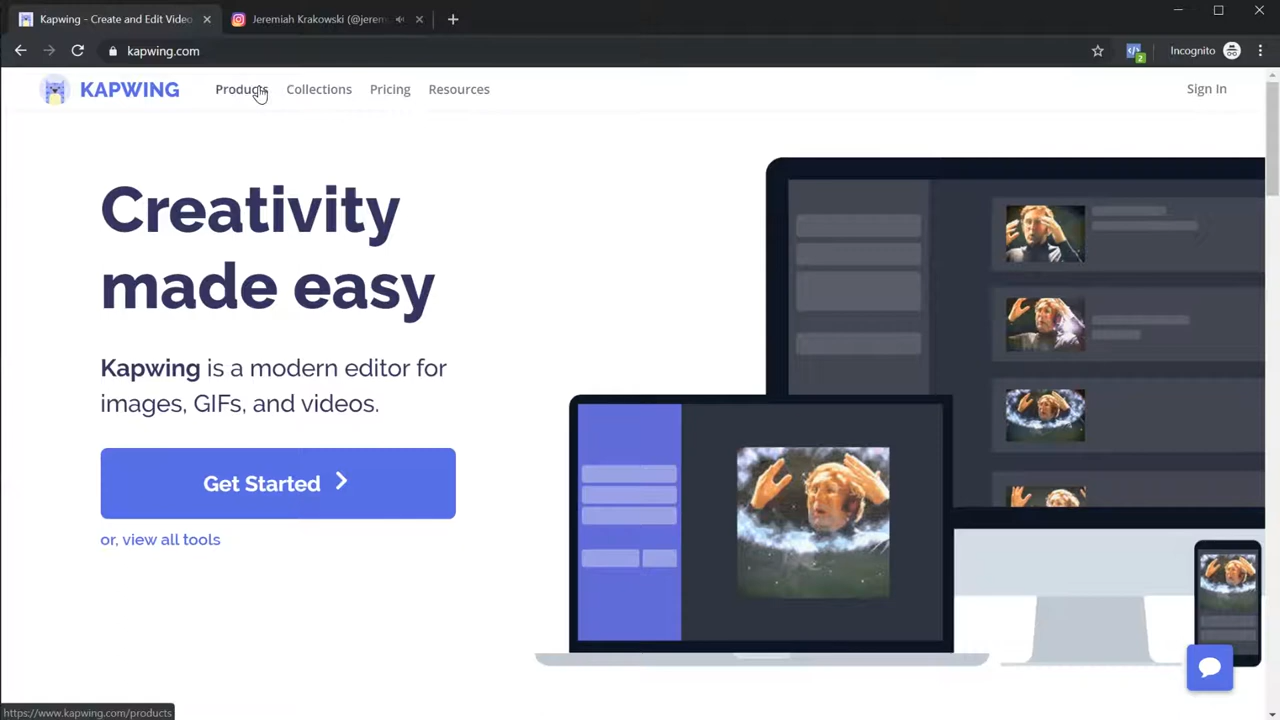 Kapwing - Create and Edit Video
Jeremiah Krakowski (@jerem
kapwing.com
2
Incognito
KAPWING
Products
Collections
Pricing
Resources
Sign In
Creativity
made easy
Kapwing is a modern editor for
images, GIFs, and videos.
Get Started
or, view all tools
https://www.kapwing.com/products